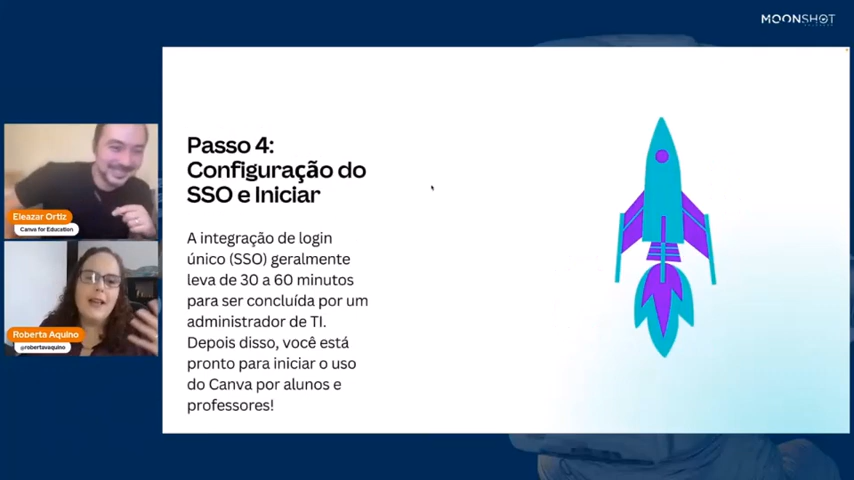 MOONSHOT
Passo 4:
Configuração do
SSO e Iniciar
A integração de login
único (SSO) geralmente
leva de 30 a 60 minutos
para ser concluída por um
administrador de TI.
Depois disso, você está
pronto para iniciar o uso
do Canva por alunos e
professores!
Eleazar Ortiz
Canva for Education
Roberta Aquino
@robertavaquino